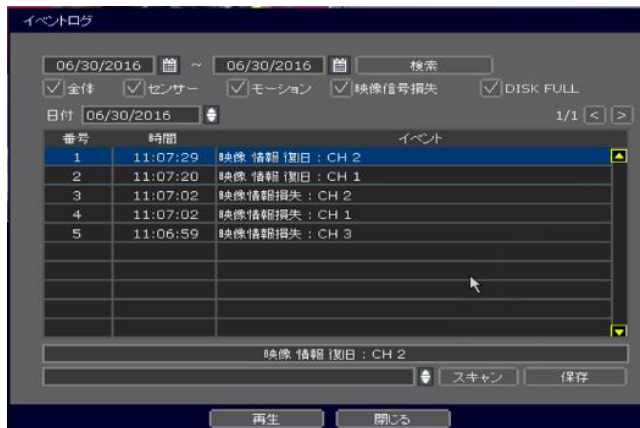 イベントログ
06/30/2016 ~ 06/30/2016 検索
全体 センサー モーション 映像信号損失 DISK FULL
日付 06/30/2016 1/1 < >
番号 時間 イベント
1 11:07:29 映像 情報 復旧 : CH 2
2 11:07:20 映像 情報 復旧 : CH 1
3 11:07:02 映像情報損失 : CH 2
4 11:07:02 映像情報損失 : CH 1
5 11:06:59 映像情報損失 : CH 3
映像 情報 復旧 : CH 2
スキャン 保存
再生 閉じる